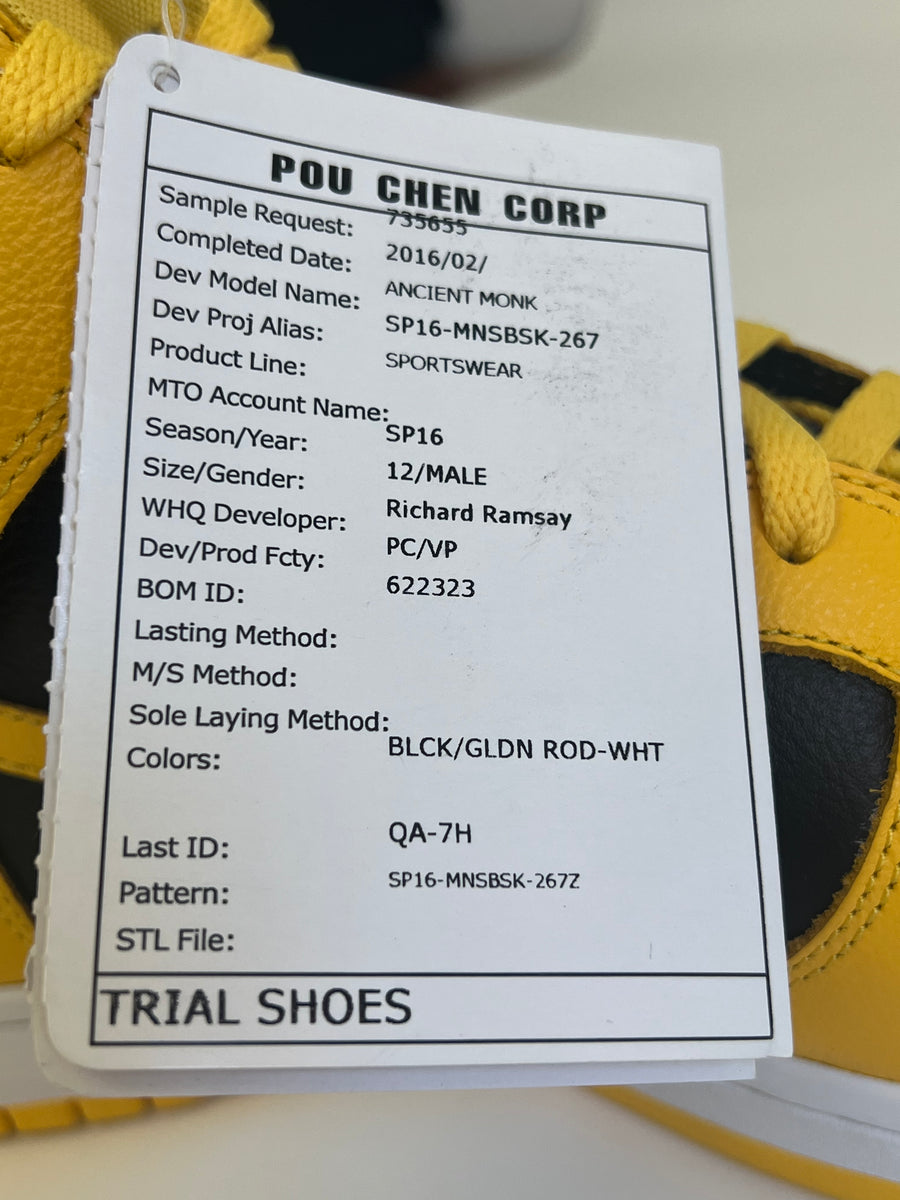 POU CHEN CORP
Sample Request: 735655
Completed Date: 2016/02/
Dev Model Name: ANCIENT MONK
Dev Proj Alias: SP16-MNSBSK-267
Product Line: SPORTSWEAR
MTO Account Name:
Season/Year: SP16
Size/Gender: 12/MALE
WHQ Developer: Richard Ramsay
Dev/Prod Fcty: PC/VP
BOM ID: 622323
Lasting Method:
M/S Method:
Sole Laying Method:
Colors: BLCK/GLDN ROD-WHT
Last ID: QA-7H
Pattern: SP16-MNSBSK-267Z
STL File:
TRIAL SHOES